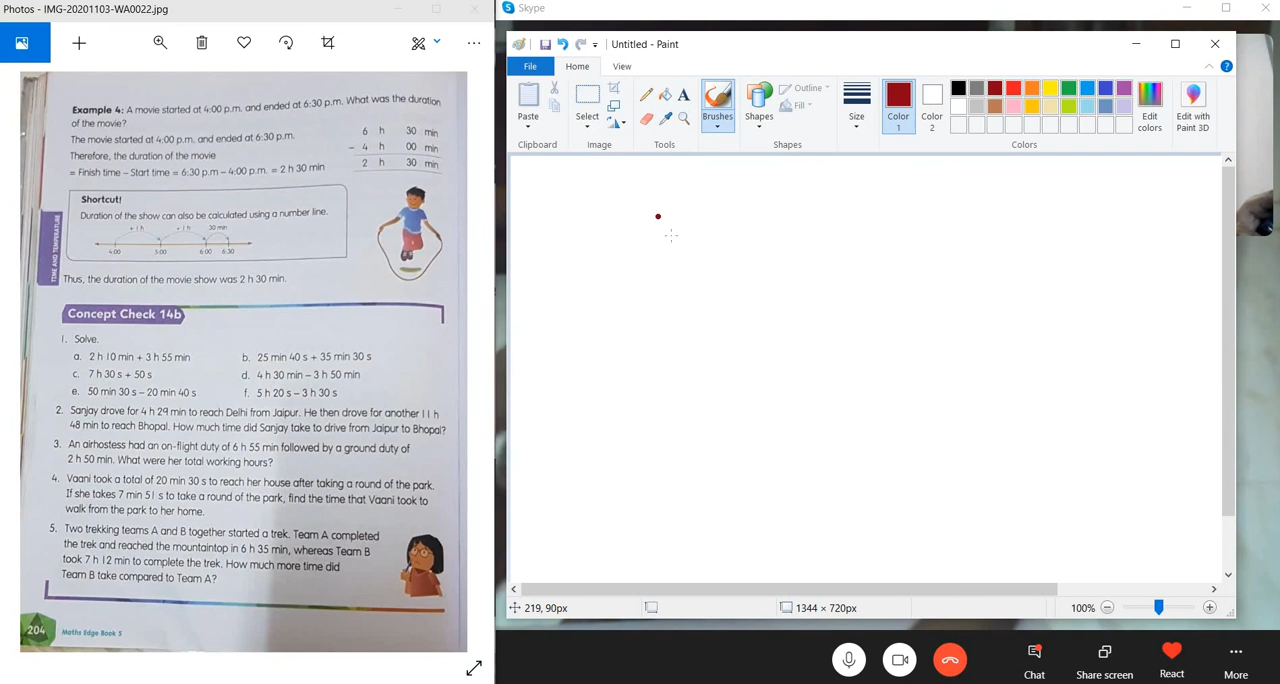 Photos - IMG-20201103-WA0022.jpg
Example 4: A movie started at 4:00 p.m. and ended at 6:30 p.m. What was the duration
of the movie?
The movie started at 4:00 p.m. and ended at 6:30 p.m.
Therefore, the duration of the movie
= Finish time – Start time = 6:30 p.m – 4:00 p.m. = 2 h 30 min
6 h 30 min
– 4 h 00 min
2 h 30 min
Shortcut!
Duration of the show can also be calculated using a number line.
+ 1 h + 1 h 30 min
4:00 5:00 6:00 6:30
TIME AND TEMPERATURE
Thus, the duration of the movie show was 2 h 30 min.
Concept Check 14b
1. Solve.
a. 2 h 10 min + 3 h 55 min b. 25 min 40 s + 35 min 30 s
c. 7 h 30 s + 50 s d. 4 h 30 min – 3 h 50 min
e. 50 min 30 s – 20 min 40 s f. 5 h 20 s – 3 h 30 s
2. Sanjay drove for 4 h 29 min to reach Delhi from Jaipur. He then drove for another 11 h
48 min to reach Bhopal. How much time did Sanjay take to drive from Jaipur to Bhopal?
3. An airhostess had an on-flight duty of 6 h 55 min followed by a ground duty of
2 h 50 min. What were her total working hours?
4. Vaani took a total of 20 min 30 s to reach her house after taking a round of the park.
If she takes 7 min 51 s to take a round of the park, find the time that Vaani took to
walk from the park to her home.
5. Two trekking teams A and B together started a trek. Team A completed
the trek and reached the mountaintop in 6 h 35 min, whereas Team B
took 7 h 12 min to complete the trek. How much more time did
Team B take compared to Team A?
204 Maths Edge Book 5
Skype
Untitled - Paint
File Home View
Paste Select Brushes Shapes Outline Fill Size Color 1 Color 2 Edit colors Edit with Paint 3D
Clipboard Image Tools Shapes Colors
219, 90px 1344 × 720px 100%
Chat Share screen React More